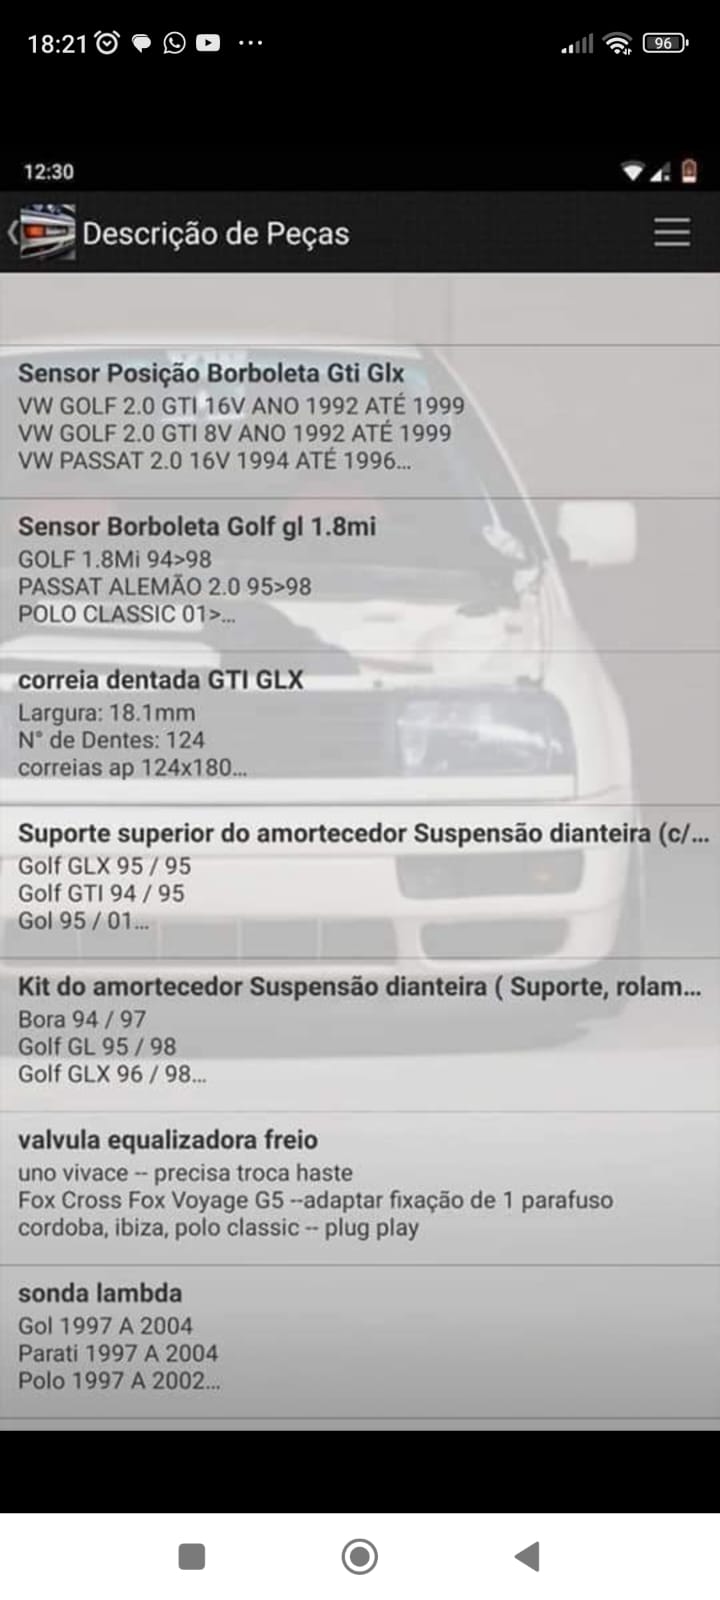 18:21
96
12:30
Descrição de Peças
Sensor Posição Borboleta Gti Glx
VW GOLF 2.0 GTI 16V ANO 1992 ATÉ 1999
VW GOLF 2.0 GTI 8V ANO 1992 ATÉ 1999
VW PASSAT 2.0 16V 1994 ATÉ 1996...
Sensor Borboleta Golf gl 1.8mi
GOLF 1.8Mi 94>98
PASSAT ALEMÃO 2.0 95>98
POLO CLASSIC 01>...
correia dentada GTI GLX
Largura: 18.1mm
N° de Dentes: 124
correias ap 124x180...
Suporte superior do amortecedor Suspensão dianteira (c/...
Golf GLX 95 / 95
Golf GTI 94 / 95
Gol 95 / 01...
Kit do amortecedor Suspensão dianteira ( Suporte, rolam...
Bora 94 / 97
Golf GL 95 / 98
Golf GLX 96 / 98...
valvula equalizadora freio
uno vivace -- precisa troca haste
Fox Cross Fox Voyage G5 --adaptar fixação de 1 parafuso
cordoba, ibiza, polo classic -- plug play
sonda lambda
Gol 1997 A 2004
Parati 1997 A 2004
Polo 1997 A 2002...